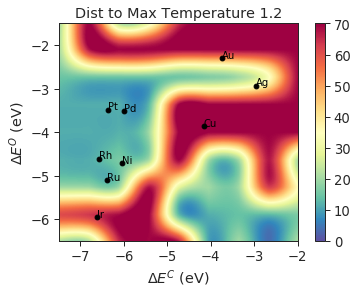 Dist to Max Temperature 1.2
−2
−3
−4
−5
−6
ΔE^O (eV)
Au
Ag
Pt
Pd
Cu
Rh
Ni
Ru
Ir
−7
−6
−5
−4
−3
−2
ΔE^C (eV)
70
60
50
40
30
20
10
0